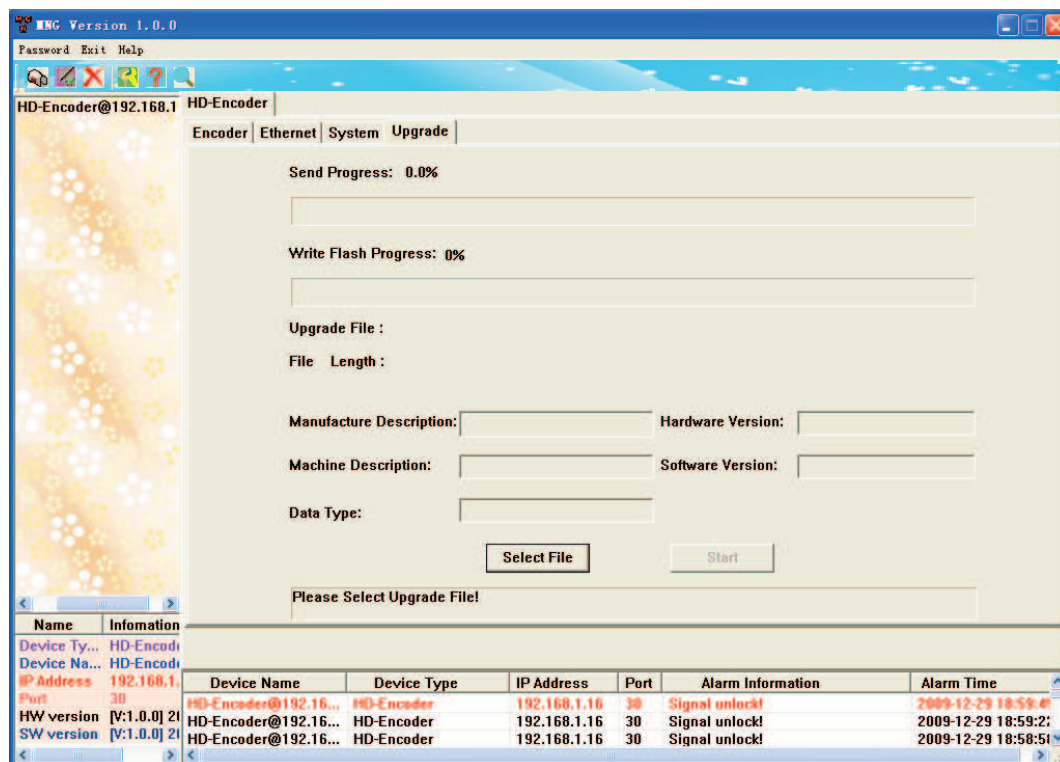 MNG Version 1.0.0
Password Exit Help
HD-Encoder@192.168.1
HD-Encoder
Encoder Ethernet System Upgrade
Send Progress: 0.0%
Write Flash Progress: 0%
Upgrade File :
File Length :
Manufacture Description: Hardware Version:
Machine Description: Software Version:
Data Type:
Select File Start
Please Select Upgrade File!
Name Infomation
Device Ty... HD-Encod
Device Na... HD-Encod
IP Address 192.168.1.
Port 30
HW version [V:1.0.0] 2
SW version [V:1.0.0] 2
Device Name Device Type IP Address Port Alarm Information Alarm Time
HD-Encoder@192.16... HD-Encoder 192.168.1.16 30 Signal unlock! 2009-12-29 18:59:4
HD-Encoder@192.16... HD-Encoder 192.168.1.16 30 Signal unlock! 2009-12-29 18:59:2
HD-Encoder@192.16... HD-Encoder 192.168.1.16 30 Signal unlock! 2009-12-29 18:58:5